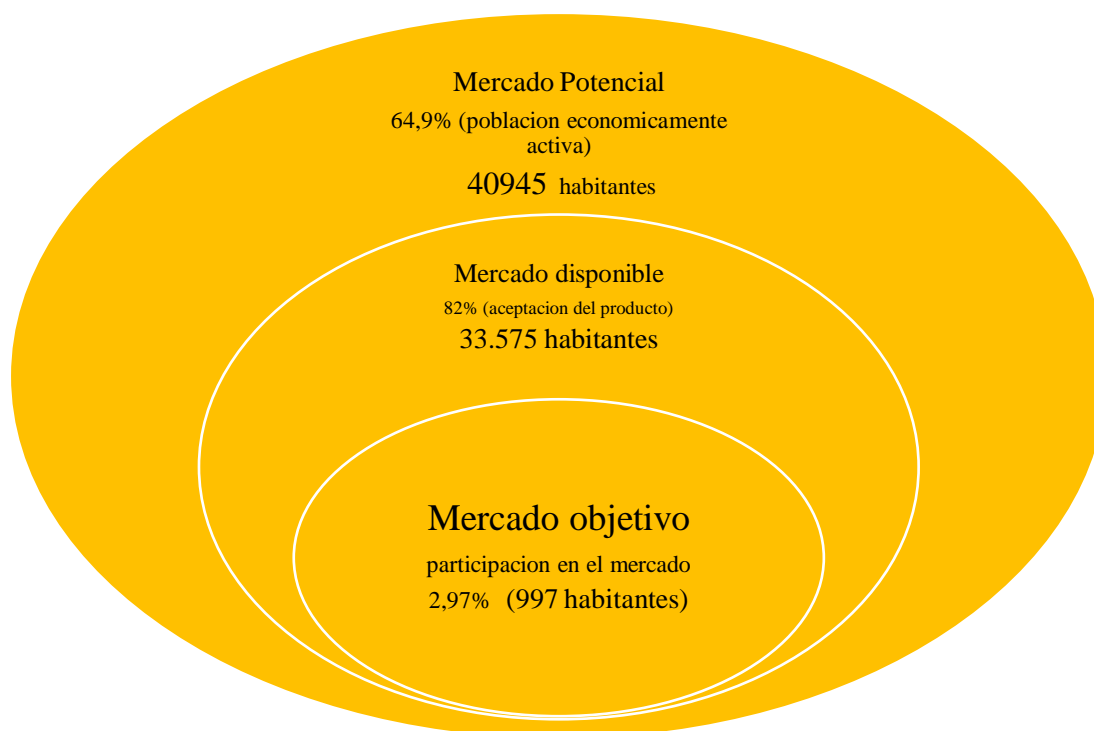 Mercado Potencial
64,9% (poblacion economicamente
activa)
40945 habitantes
Mercado disponible
82% (aceptacion del producto)
33.575 habitantes
Mercado objetivo
participacion en el mercado
2,97% (997 habitantes)